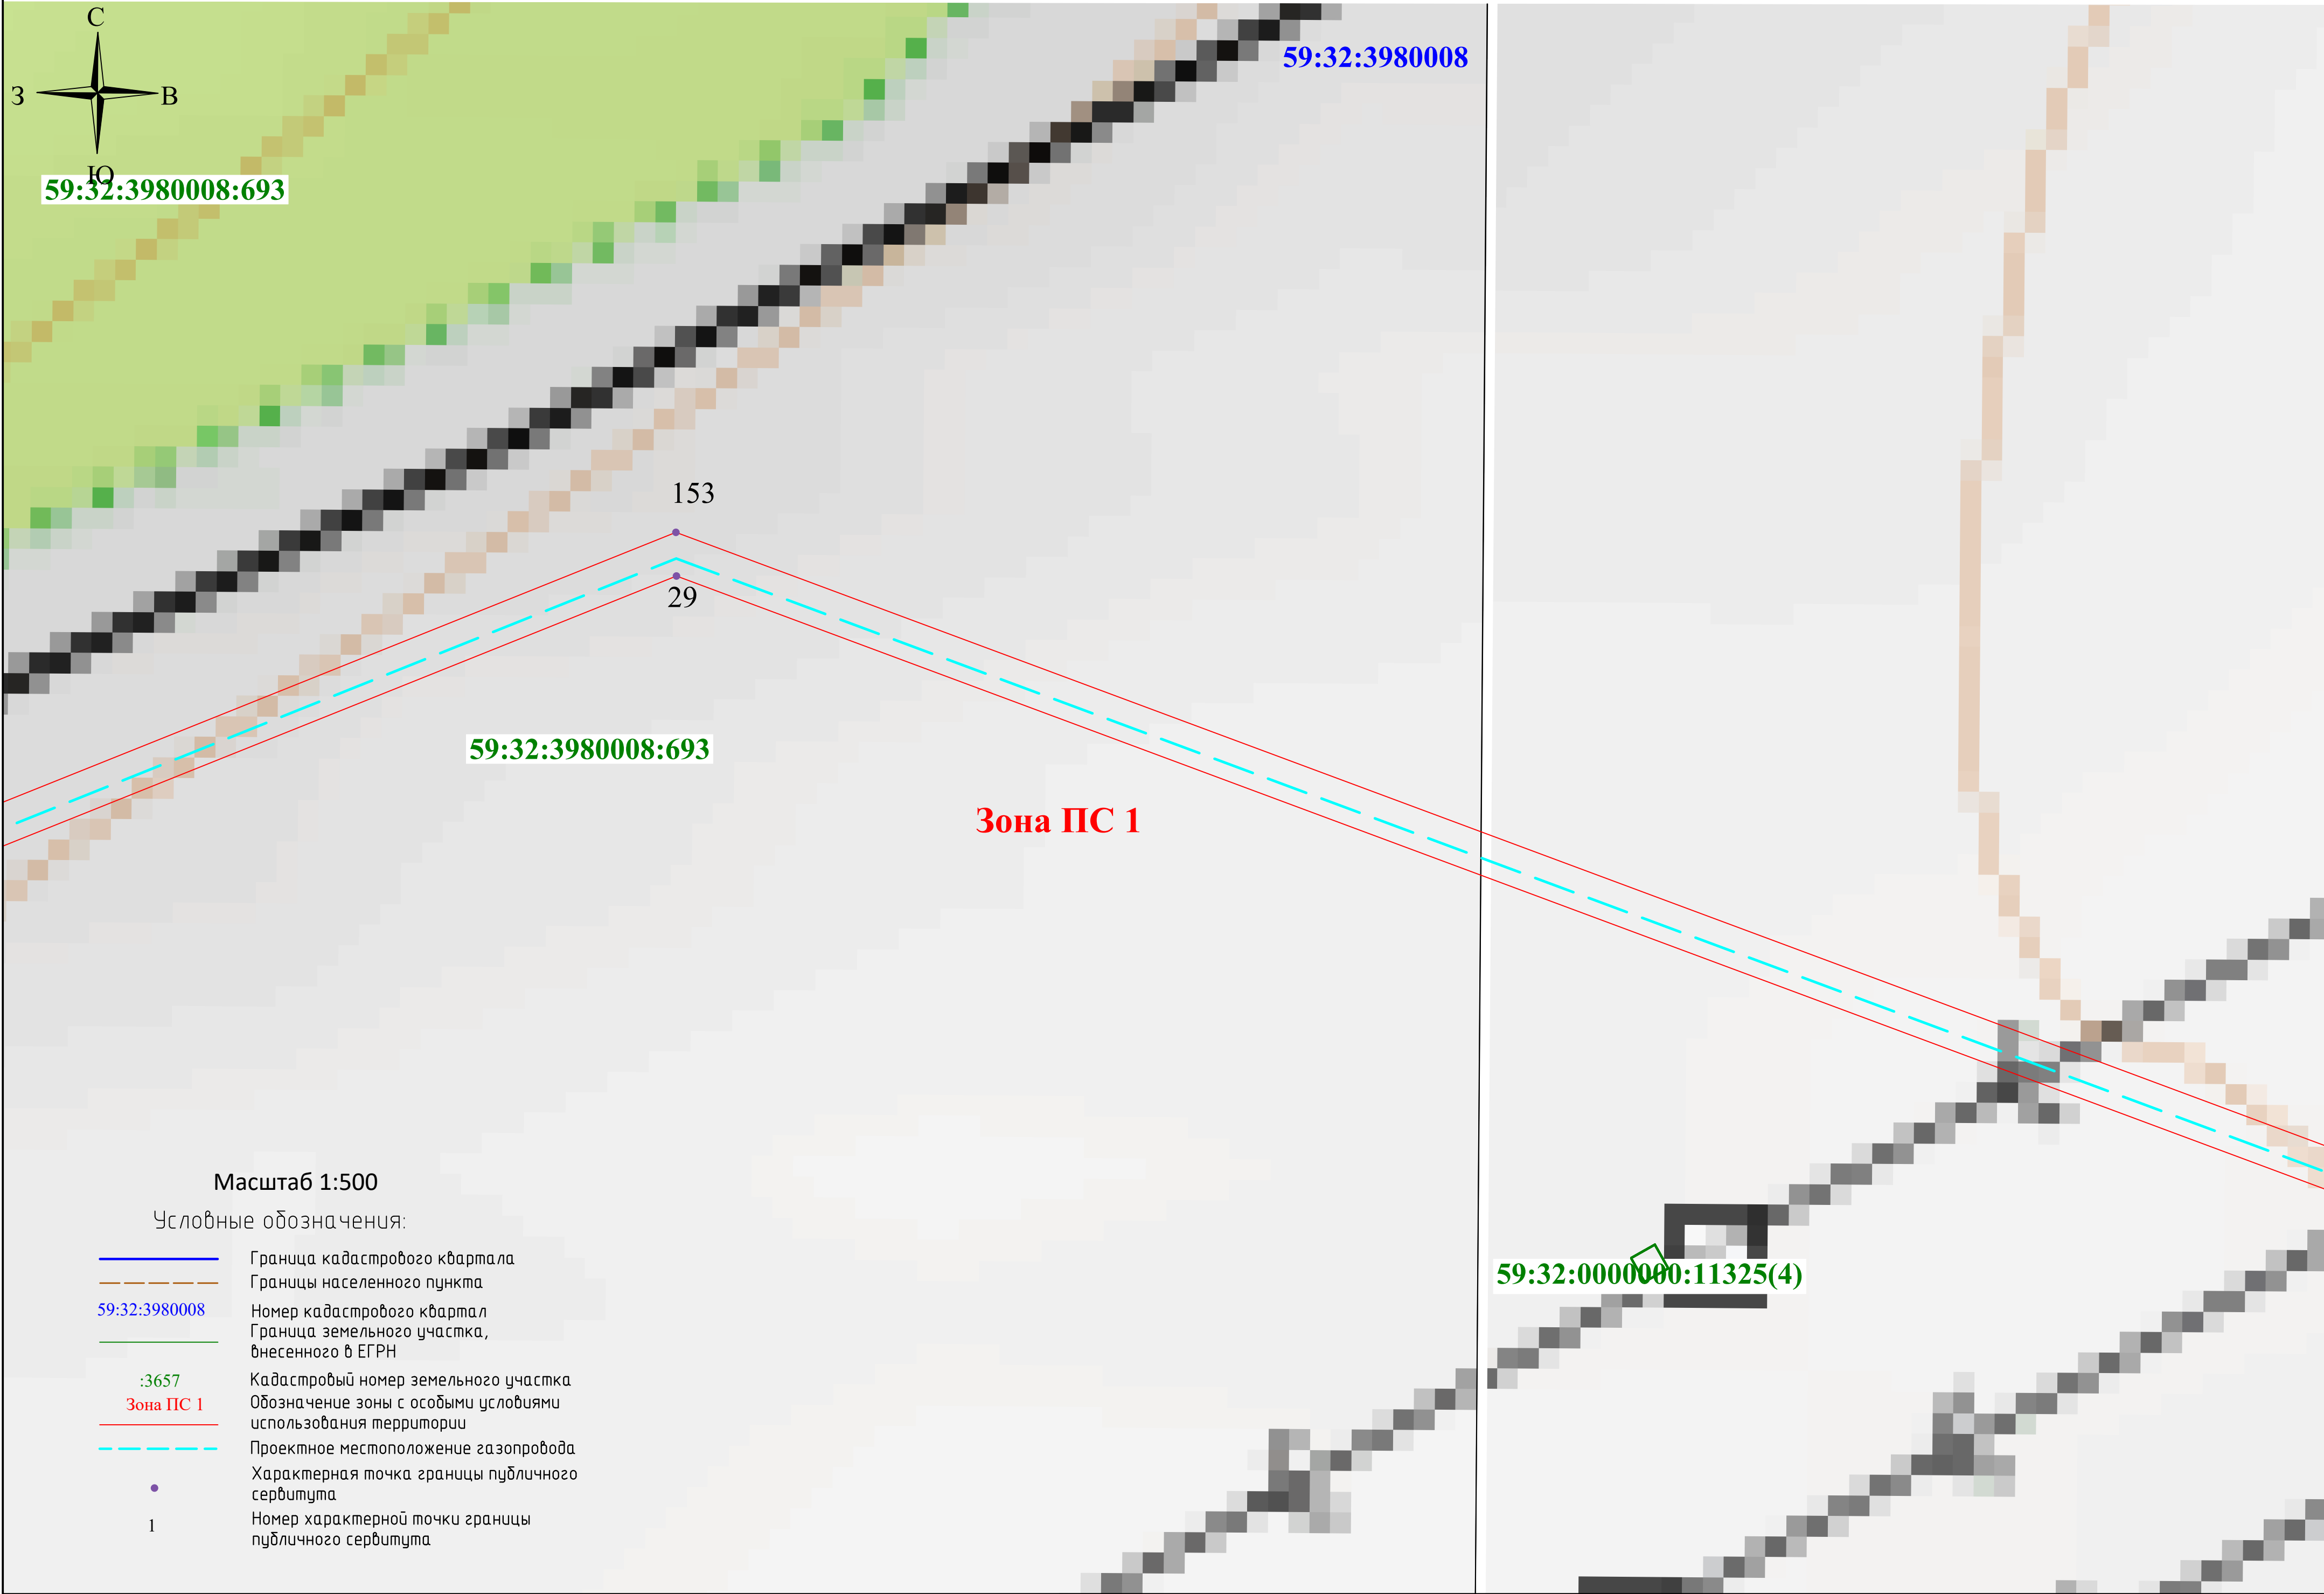 С
З
В
Ю
59:32:3980008:693
59:32:3980008
153
29
59:32:3980008:693
Зона ПС 1
59:32:0000000:11325(4)
Масштаб 1:500
Условные обозначения:
Граница кадастрового квартала
Границы населенного пункта
59:32:3980008 Номер кадастрового квартал
Граница земельного участка,
внесенного в ЕГРН
:3657 Кадастровый номер земельного участка
Зона ПС 1 Обозначение зоны с особыми условиями
использования территории
Проектное местоположение газопровода
Характерная точка границы публичного
сервитута
1 Номер характерной точки границы
публичного сервитута